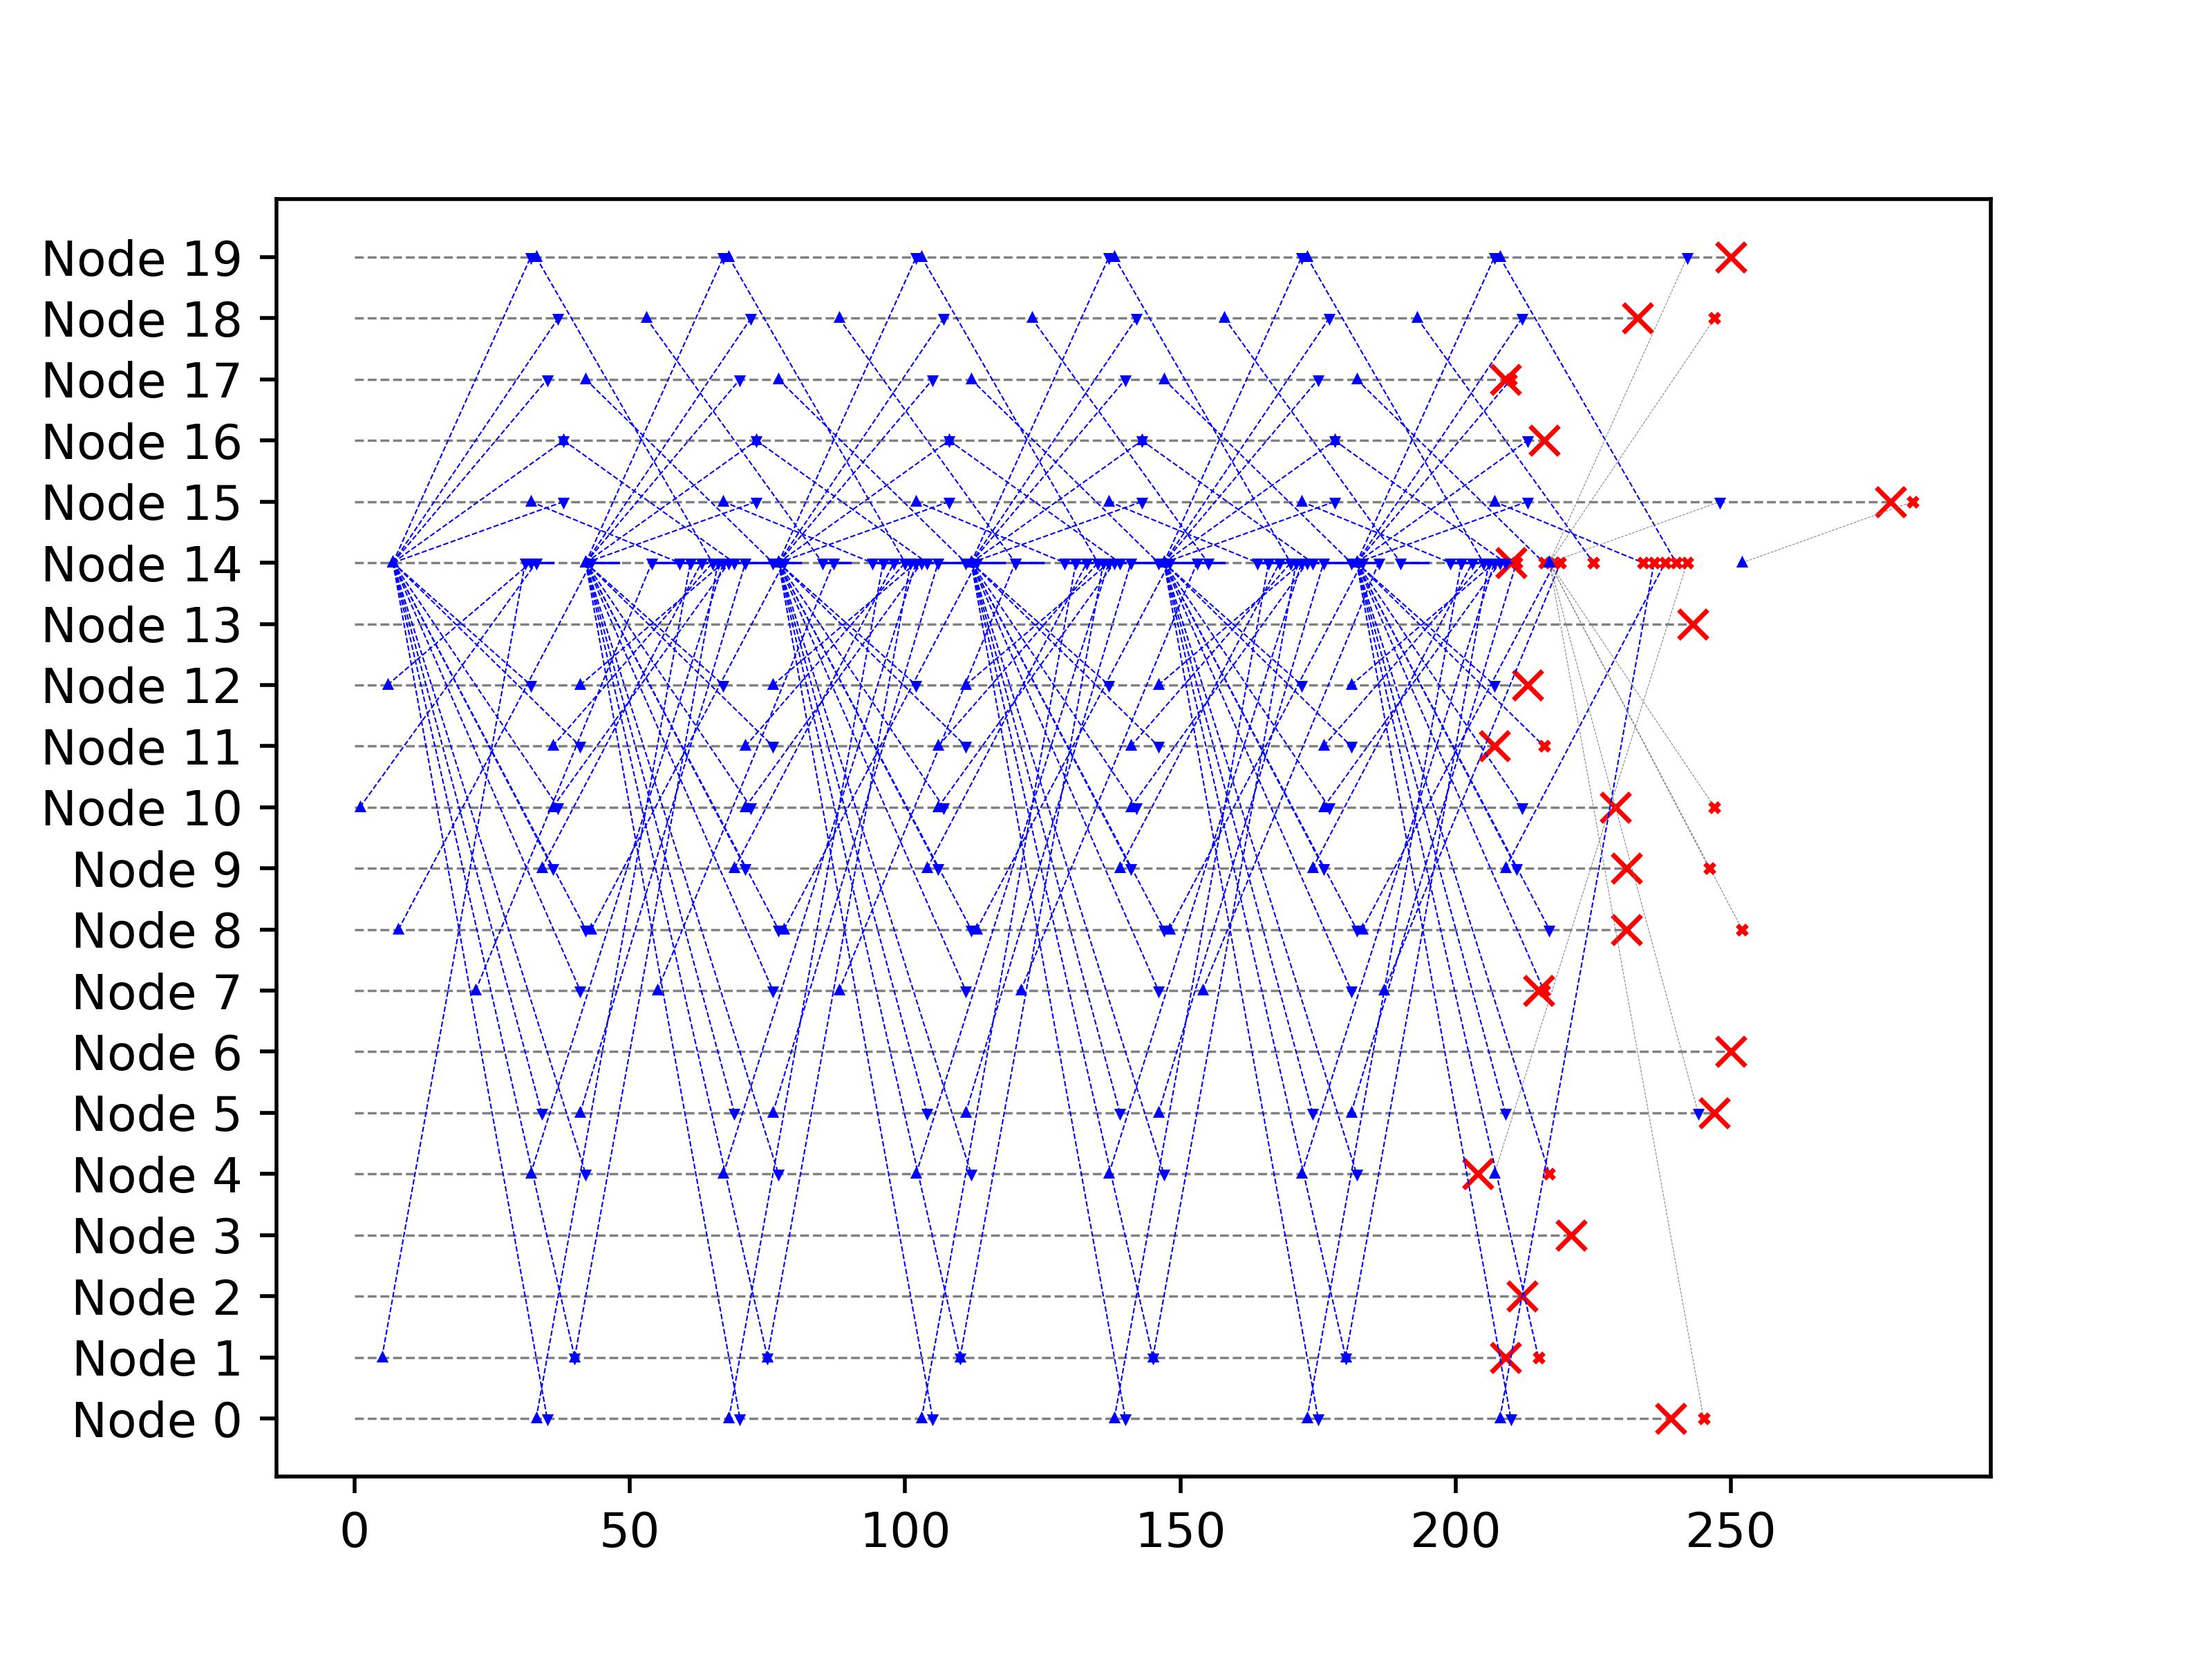 Node 19
Node 18
Node 17
Node 16
Node 15
Node 14
Node 13
Node 12
Node 11
Node 10
Node 9
Node 8
Node 7
Node 6
Node 5
Node 4
Node 3
Node 2
Node 1
Node 0
0 50 100 150 200 250